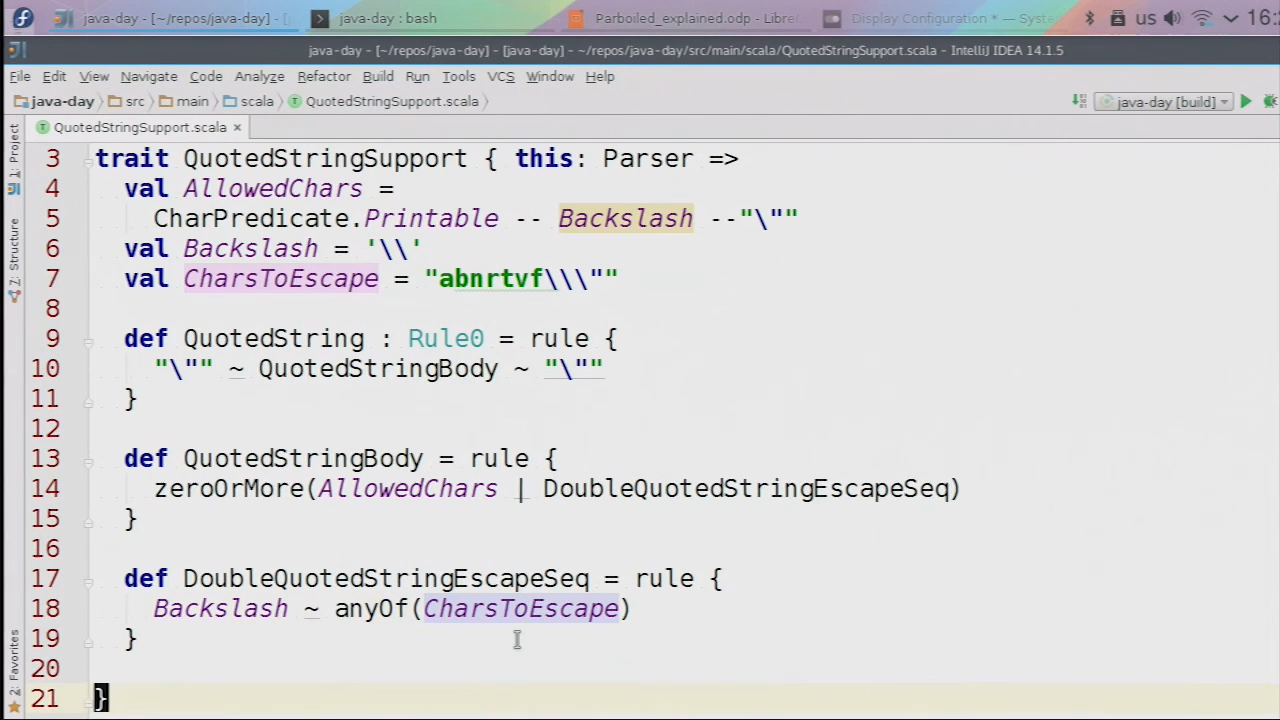 java-day - [~/repos/java-day] - [ java-day : bash Parboiled_explained.odp - Libre Display Configuration * — Syste us 16:
java-day - [~/repos/java-day] - [java-day] - ~/repos/java-day/src/main/scala/QuotedStringSupport.scala - IntelliJ IDEA 14.1.5
File Edit View Navigate Code Analyze Refactor Build Run Tools VCS Window Help
java-day src main scala QuotedStringSupport.scala java-day [build]
QuotedStringSupport.scala ×
1: Project
7: Structure
2: Favorites
3 trait QuotedStringSupport { this: Parser =>
4 val AllowedChars =
5 CharPredicate.Printable -- Backslash --"\""
6 val Backslash = '\\'
7 val CharsToEscape = "abnrtvf\\\""
8
9 def QuotedString : Rule0 = rule {
10 "\"" ~ QuotedStringBody ~ "\""
11 }
12
13 def QuotedStringBody = rule {
14 zeroOrMore(AllowedChars | DoubleQuotedStringEscapeSeq)
15 }
16
17 def DoubleQuotedStringEscapeSeq = rule {
18 Backslash ~ anyOf(CharsToEscape)
19 }
20
21 }